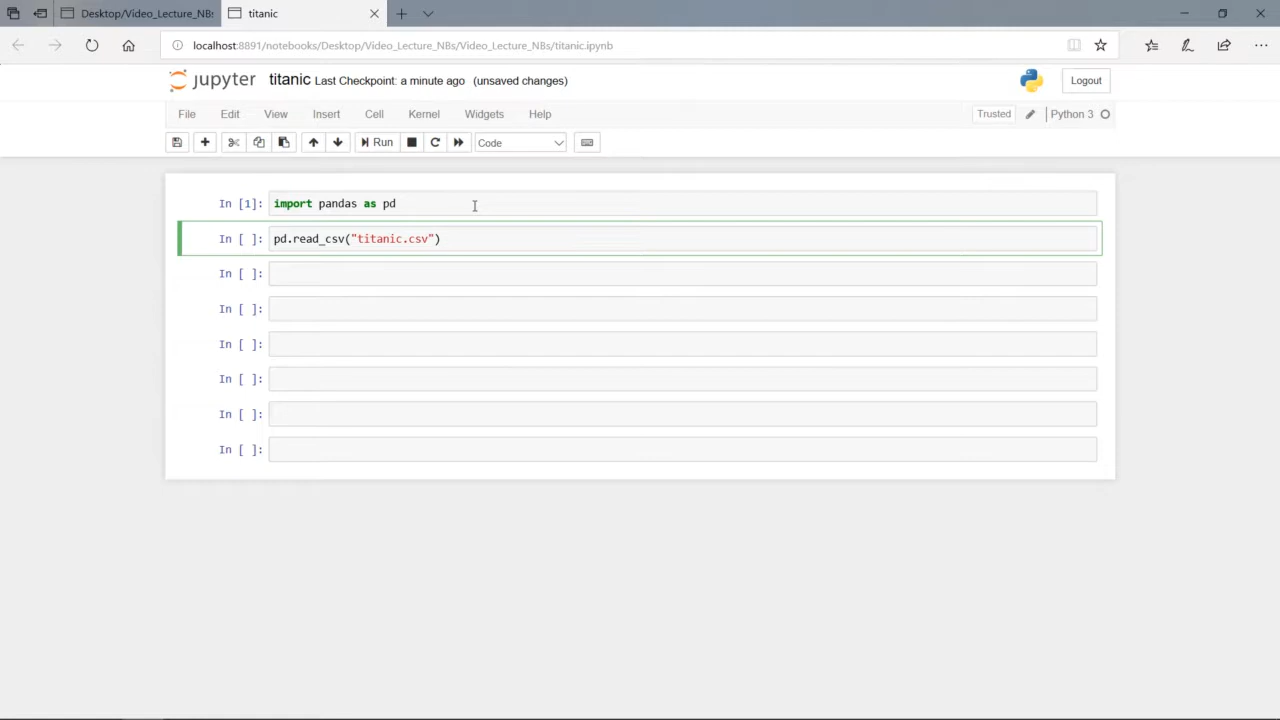 Desktop/Video_Lecture_NBs
titanic
localhost:8891/notebooks/Desktop/Video_Lecture_NBs/Video_Lecture_NBs/titanic.ipynb
jupyter titanic Last Checkpoint: a minute ago (unsaved changes)
Logout
File Edit View Insert Cell Kernel Widgets Help
Trusted Python 3
Run Code
In [1]: import pandas as pd
In [ ]: pd.read_csv("titanic.csv")
In [ ]:
In [ ]:
In [ ]:
In [ ]:
In [ ]:
In [ ]: